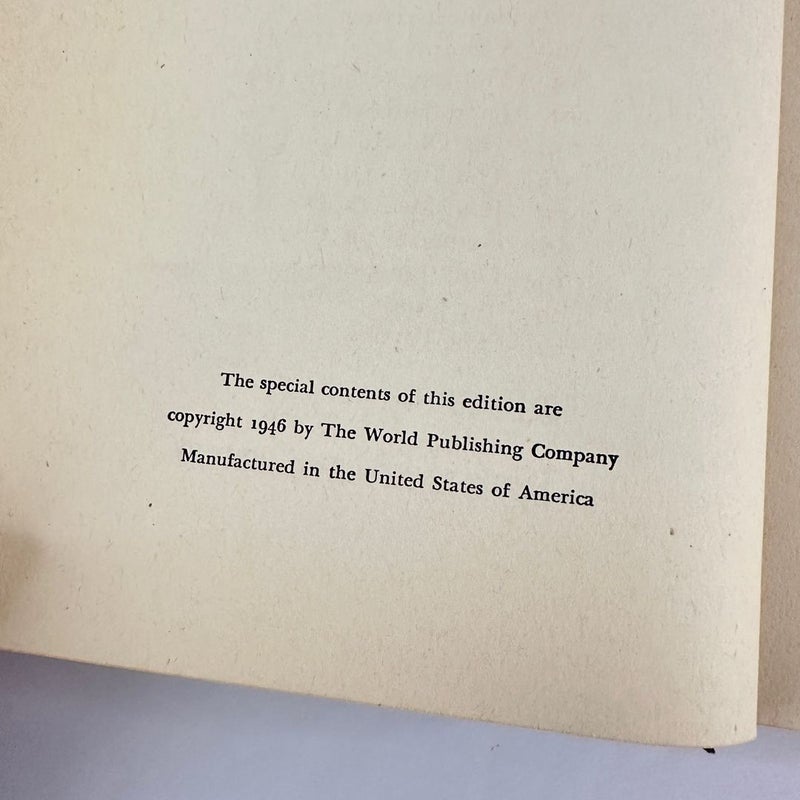 The special contents of this edition are
copyright 1946 by The World Publishing Company
Manufactured in the United States of America